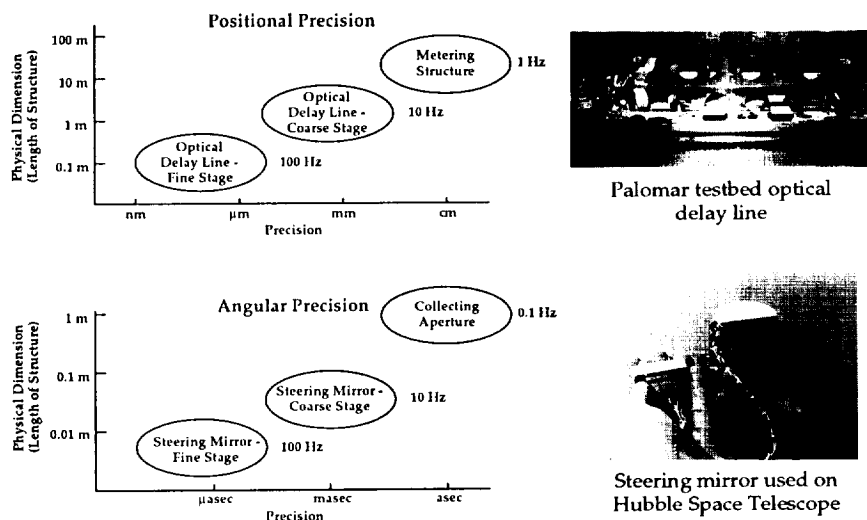 Positional Precision
Physical Dimension
(Length of Structure)
100 m
10 m
1 m
0.1 m
Metering
Structure
1 Hz
Optical
Delay Line -
Coarse Stage
10 Hz
Optical
Delay Line -
Fine Stage
100 Hz
nm
μm
mm
cm
Precision
Palomar testbed optical
delay line
Angular Precision
Physical Dimension
(Length of Structure)
1 m
0.1 m
0.01 m
Collecting
Aperture
0.1 Hz
Steering Mirror -
Coarse Stage
10 Hz
Steering Mirror -
Fine Stage
100 Hz
μasec
masec
asec
Precision
Steering mirror used on
Hubble Space Telescope